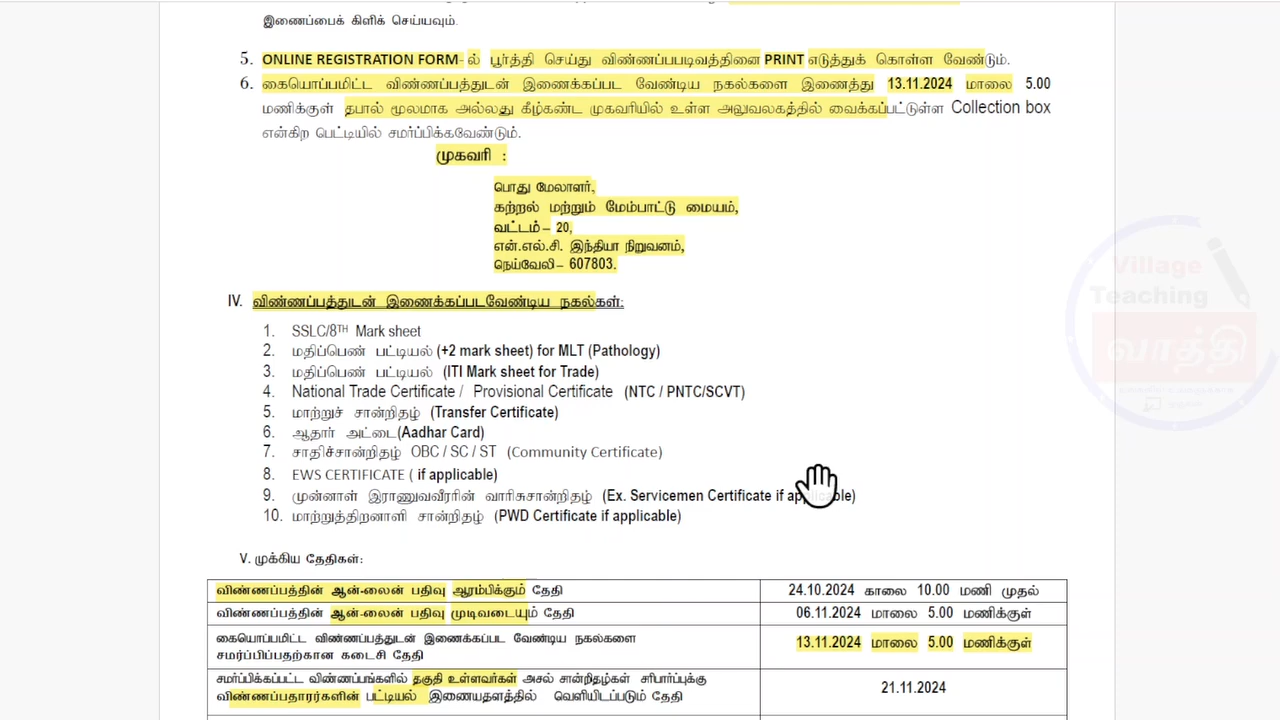 இணைப்பைக் கிளிக் செய்யவும்.
5. ONLINE REGISTRATION FORM- ல் பூர்த்தி செய்து விண்ணப்படிவத்தினை PRINT எடுத்துக் கொள்ள வேண்டும்.
6. கையொப்பமிட்ட விண்ணப்பத்துடன் இணைக்கப்பட வேண்டிய நகல்களை இணைத்து 13.11.2024 மாலை 5.00
மணிக்குள் தபால் மூலமாக அல்லது கீழ்கண்ட முகவரியில் உள்ள அலுவலகத்தில் வைக்கப்பட்டுள்ள Collection box
என்கிற பெட்டியில் சமர்ப்பிக்கவேண்டும்.
முகவரி :
பொது மேலாளர்,
கற்றல் மற்றும் மேம்பாட்டு மையம்,
வட்டம் – 20,
என்.எல்.சி. இந்தியா நிறுவனம்,
நெய்வேலி – 607803.
IV. விண்ணப்பத்துடன் இணைக்கப்படவேண்டிய நகல்கள்:
1. SSLC/8TH Mark sheet
2. மதிப்பெண் பட்டியல் (+2 mark sheet) for MLT (Pathology)
3. மதிப்பெண் பட்டியல் (ITI Mark sheet for Trade)
4. National Trade Certificate / Provisional Certificate (NTC / PNTC/SCVT)
5. மாற்றுச் சான்றிதழ் (Transfer Certificate)
6. ஆதார் அட்டை(Aadhar Card)
7. சாதிச்சான்றிதழ் OBC / SC / ST (Community Certificate)
8. EWS CERTIFICATE ( if applicable)
9. முன்னாள் இராணுவவீரரின் வாரிசுசான்றிதழ் (Ex. Servicemen Certificate if applicable)
10. மாற்றுத்திறனாளி சான்றிதழ் (PWD Certificate if applicable)
V. முக்கிய தேதிகள்:
விண்ணப்பத்தின் ஆன்-லைன் பதிவு ஆரம்பிக்கும் தேதி 24.10.2024 காலை 10.00 மணி முதல்
விண்ணப்பத்தின் ஆன்-லைன் பதிவு முடிவடையும் தேதி 06.11.2024 மாலை 5.00 மணிக்குள்
கையொப்பமிட்ட விண்ணப்பத்துடன் இணைக்கப்பட வேண்டிய நகல்களை
சமர்ப்பிப்பதற்கான கடைசி தேதி 13.11.2024 மாலை 5.00 மணிக்குள்
சமர்ப்பிக்கப்பட்ட விண்ணப்பங்களில் தகுதி உள்ளவர்கள் அசல் சான்றிதழ்கள் சரிபார்ப்புக்கு
விண்ணப்பதாரர்களின் பட்டியல் இணையதளத்தில் வெளியிடப்படும் தேதி 21.11.2024
Village
Teaching
வாத்தி